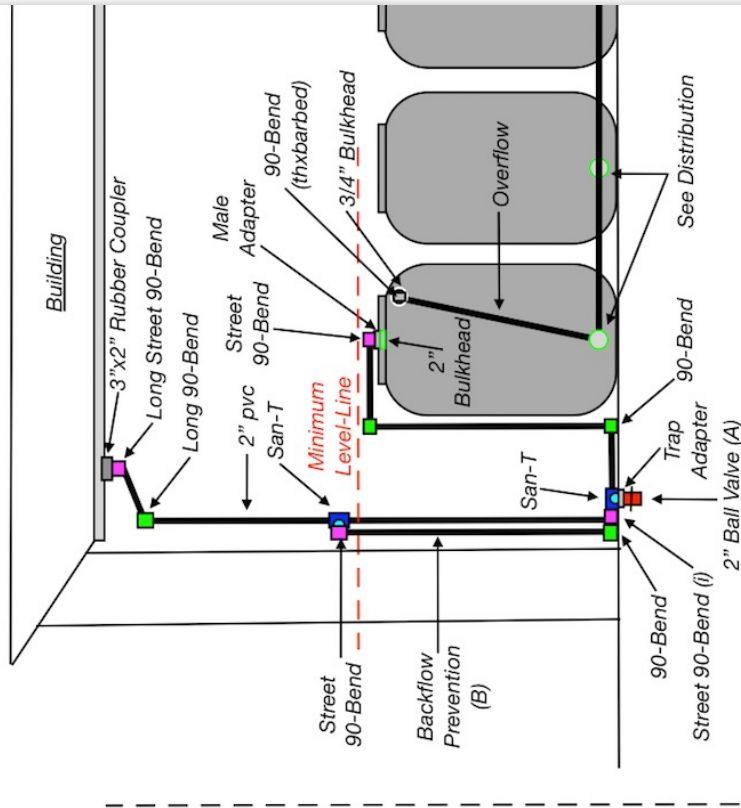 Building
3”x2” Rubber Coupler
Long Street 90-Bend
Long 90-Bend
2” pvc
San-T
Minimum
Level-Line
Street
90-Bend
Male
Adapter
90-Bend
(thxbarbed)
3/4” Bulkhead
2”
Bulkhead
Overflow
See Distribution
90-Bend
San-T
Trap
Adapter
2” Ball Valve (A)
Street
90-Bend
Backflow
Prevention
(B)
90-Bend
Street 90-Bend (i)